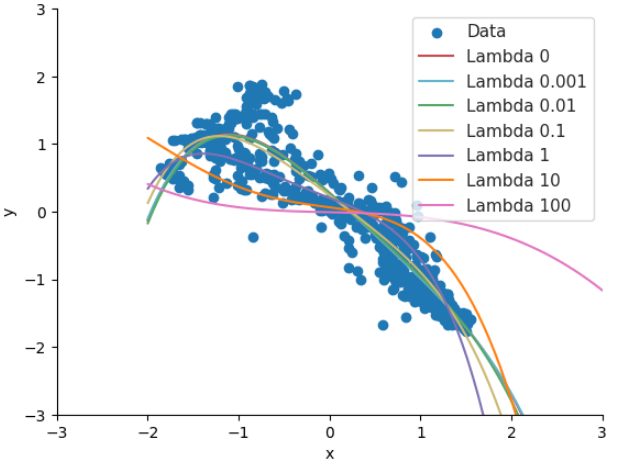 3
2
1
0
−1
−2
−3
y
−3
−2
−1
0
1
2
3
x
Data
Lambda 0
Lambda 0.001
Lambda 0.01
Lambda 0.1
Lambda 1
Lambda 10
Lambda 100